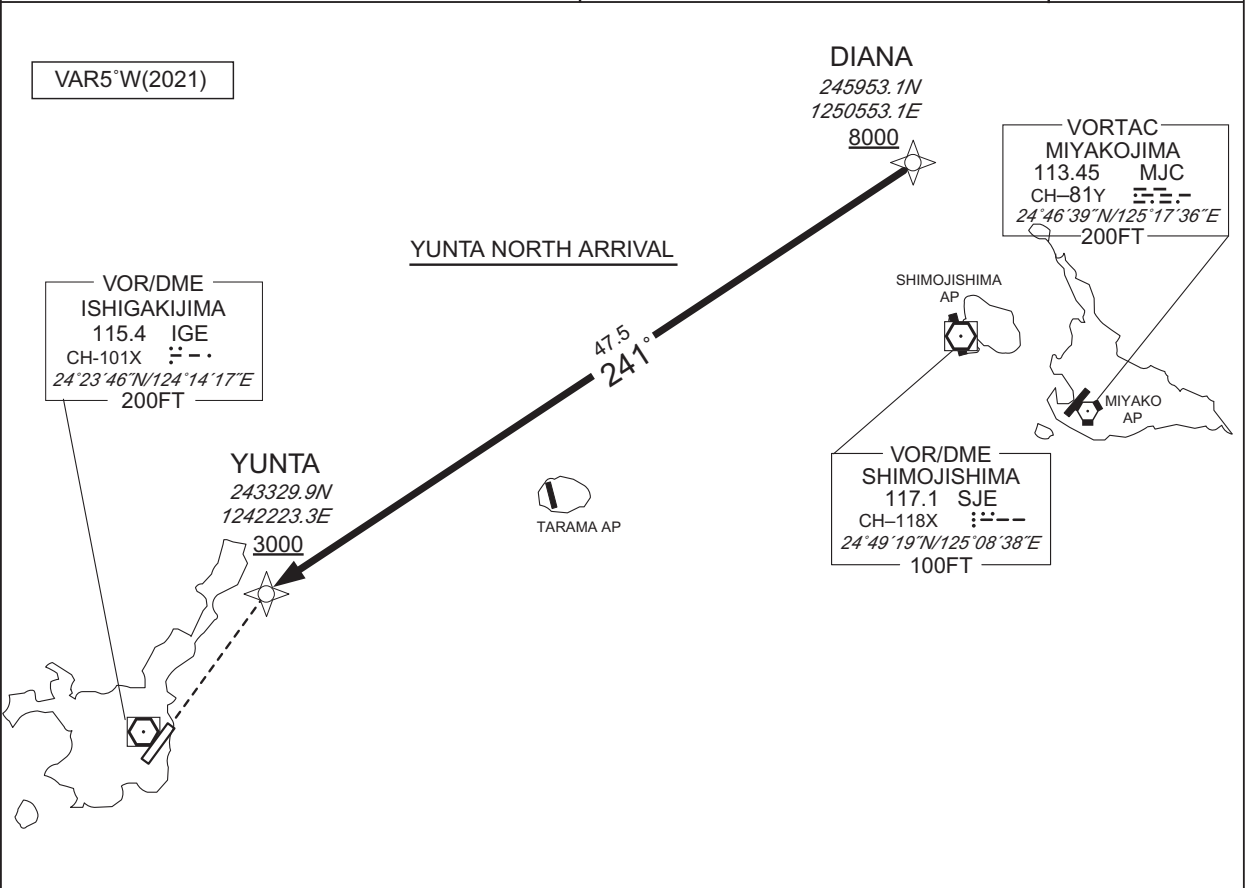 VAR5°W(2021)
DIANA
245953.1N
1250553.1E
8000
VORTAC
MIYAKOJIMA
113.45 MJC
CH–81Y
24°46´39˝N/125°17´36˝E
200FT
YUNTA NORTH ARRIVAL
VOR/DME
ISHIGAKIJIMA
115.4 IGE
CH-101X
24°23´46˝N/124°14´17˝E
200FT
SHIMOJISHIMA
AP
47.5
241°
MIYAKO
AP
YUNTA
243329.9N
1242223.3E
3000
TARAMA AP
VOR/DME
SHIMOJISHIMA
117.1 SJE
CH–118X
24°49´19˝N/125°08´38˝E
100FT